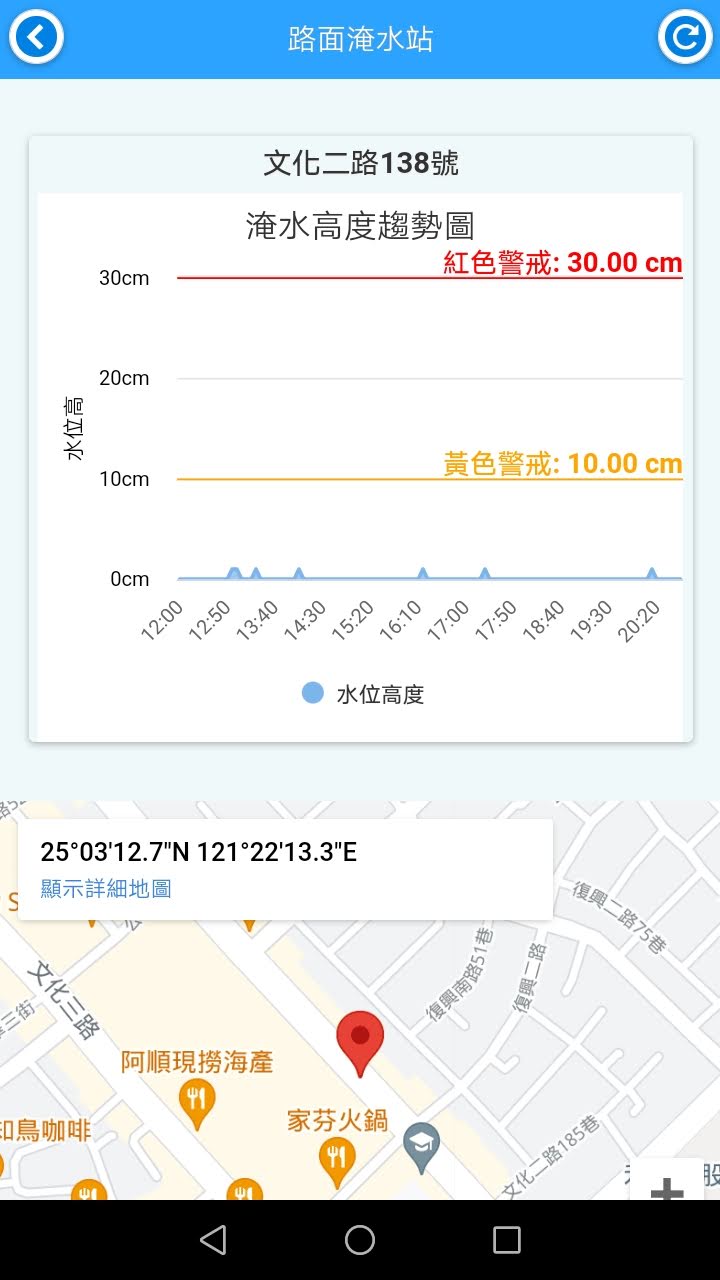 路面淹水站
文化二路138號
淹水高度趨勢圖
紅色警戒: 30.00 cm
30cm
20cm
黃色警戒: 10.00 cm
10cm
0cm
水位高
12:00 12:50 13:40 14:30 15:20 16:10 17:00 17:50 18:40 19:30 20:20
水位高度
25°03'12.7"N 121°22'13.3"E
顯示詳細地圖
復興二路75巷
復興南路51巷
復興二路
文化三路
阿順現撈海產
家芬火鍋
鳥咖啡
文化二路185巷